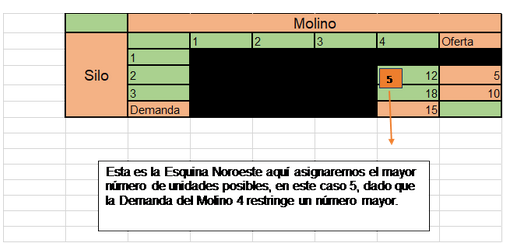 Molino
Silo
1 2 3 4 Oferta
1
2 5 12 5
3 18 10
Demanda 15
Esta es la Esquina Noroeste aquí asignaremos el mayor
número de unidades posibles, en este caso 5, dado que
la Demanda del Molino 4 restringe un número mayor.